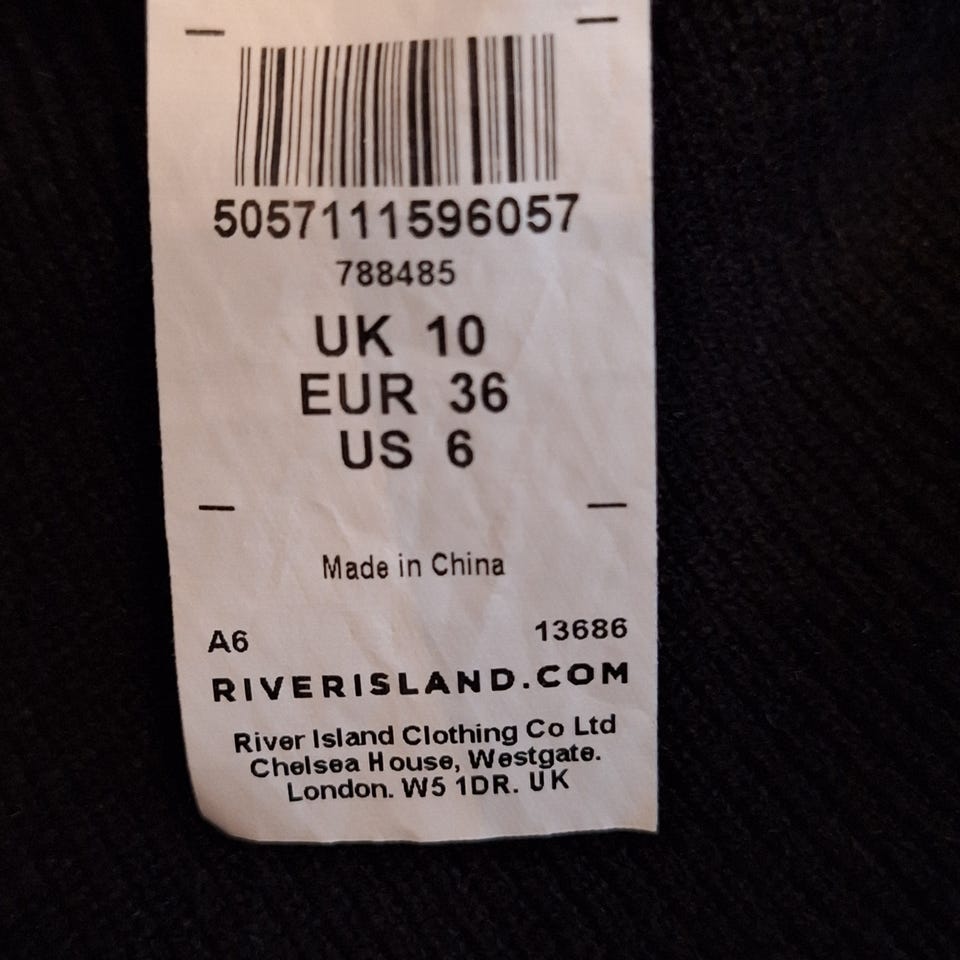 5057111596057
788485
UK 10
EUR 36
US 6
Made in China
A6 13686
RIVERISLAND.COM
River Island Clothing Co Ltd
Chelsea House, Westgate.
London. W5 1DR. UK